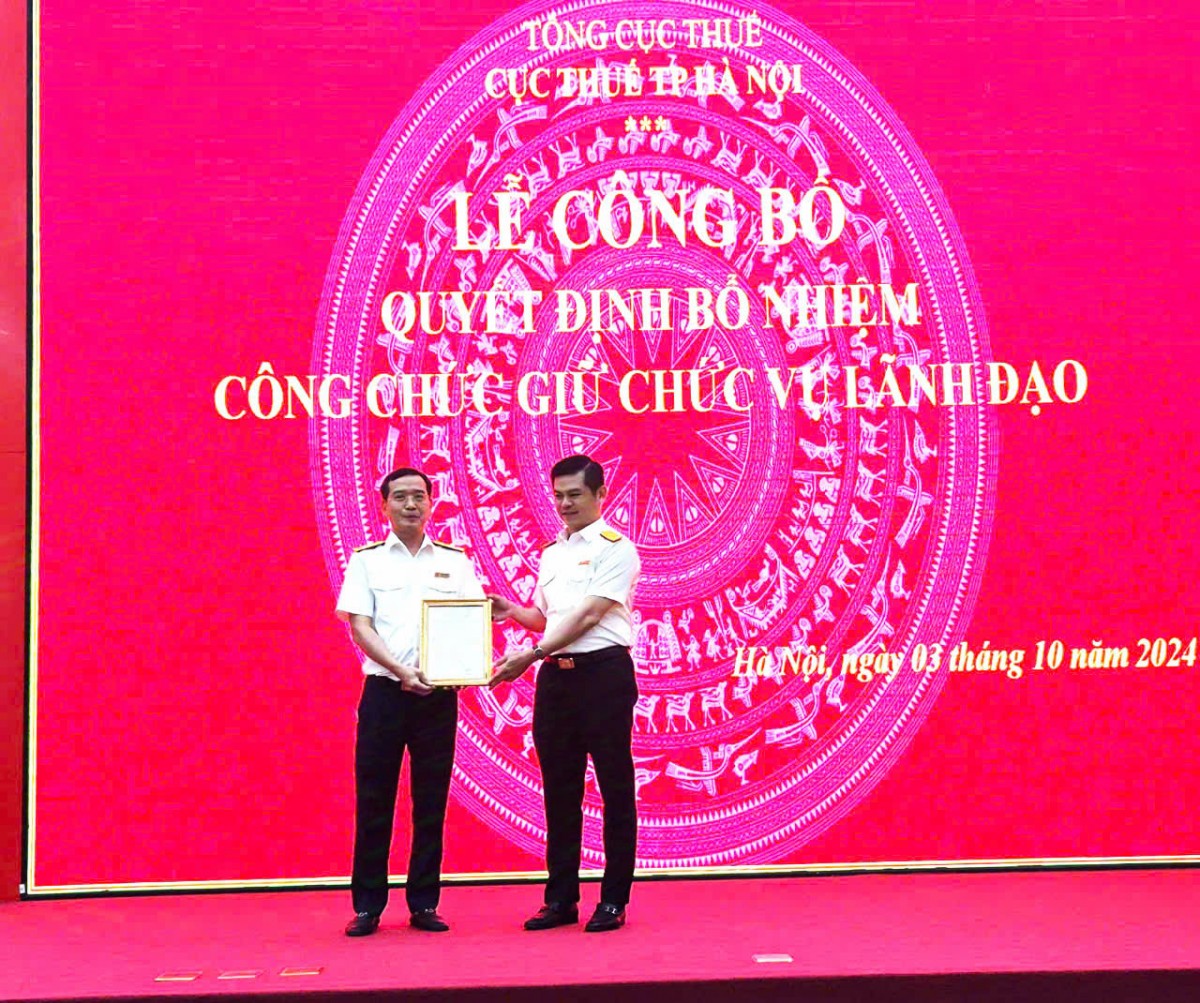 TỔNG CỤC THUẾ
CỤC THUẾ TP HÀ NỘI
***
LỄ CÔNG BỐ
QUYẾT ĐỊNH BỔ NHIỆM
CÔNG CHỨC GIỮ CHỨC VỤ LÃNH ĐẠO
Hà Nội, ngày 03 tháng 10 năm 2024